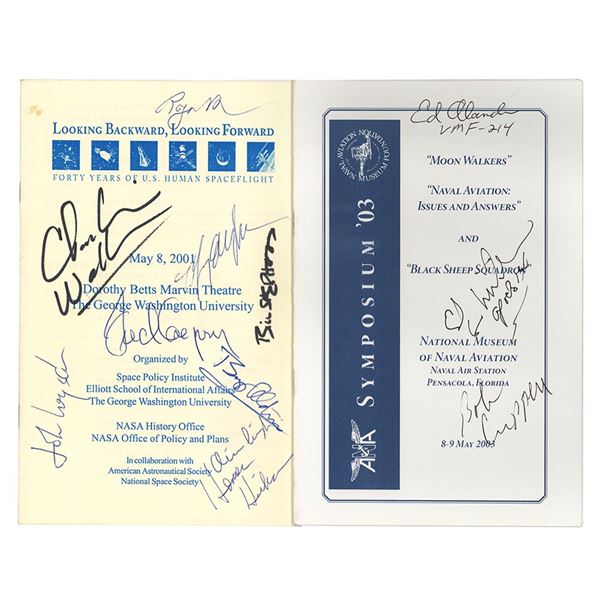 LOOKING BACKWARD, LOOKING FORWARD
FORTY YEARS OF U.S. HUMAN SPACEFLIGHT
May 8, 2001
Dorothy Betts Marvin Theatre
The George Washington University
Organized by
Space Policy Institute
Elliott School of International Affairs
The George Washington University
NASA History Office
NASA Office of Policy and Plans
In collaboration with
American Astronautical Society
National Space Society
Homer Hickam
SYMPOSIUM '03
Ed Olander
VMF-214
"MOON WALKERS"
"NAVAL AVIATION:
ISSUES AND ANSWERS"
AND
"BLACK SHEEP SQUADRON"
NATIONAL MUSEUM
OF NAVAL AVIATION
NAVAL AIR STATION
PENSACOLA, FLORIDA
Bob
Crippen
8-9 MAY 2003